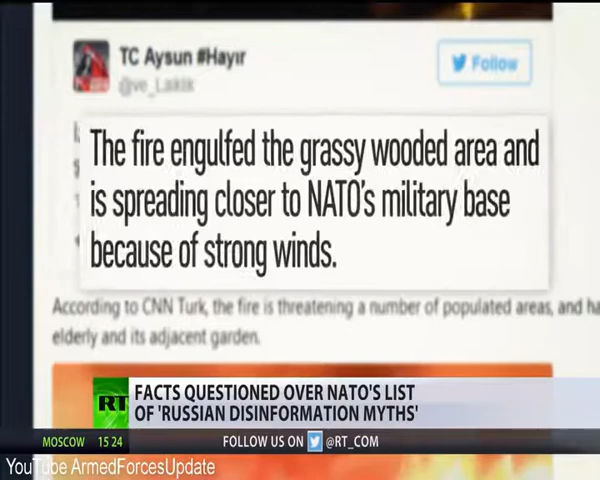 TC Aysun #Hayır
Follow
@ve_Laiklik
The fire engulfed the grassy wooded area and
is spreading closer to NATO's military base
because of strong winds.
According to CNN Turk, the fire is threatening a number of populated areas, and ha
elderly and its adjacent garden.
RT
FACTS QUESTIONED OVER NATO'S LIST
OF 'RUSSIAN DISINFORMATION MYTHS'
MOSCOW 15 24 FOLLOW US ON @RT_COM
YouTube ArmedForcesUpdate